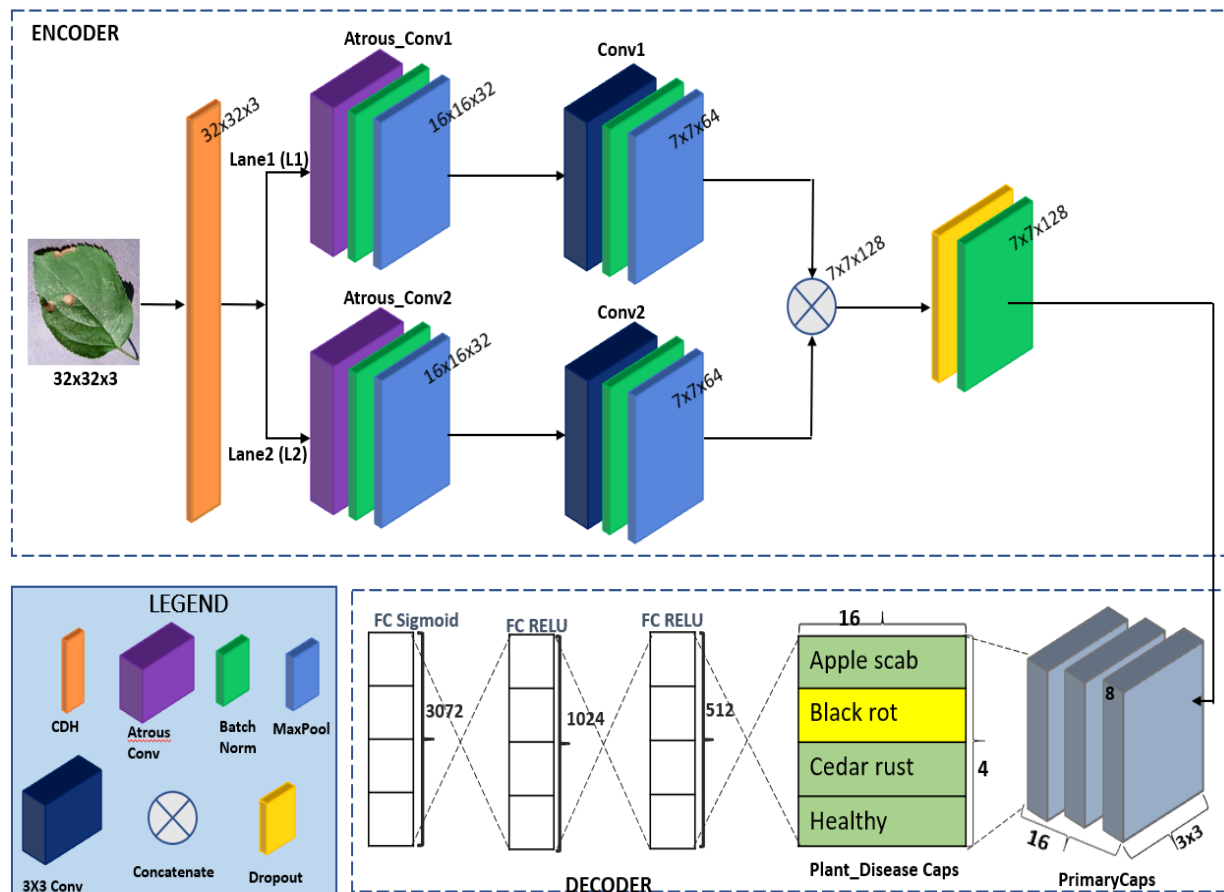 ENCODER
Atrous_Conv1
Conv1
32x32x3
16x16x32
7x7x64
Lane1 (L1)
7x7x128
7x7x128
Atrous_Conv2
Conv2
16x16x32
7x7x64
32x32x3
Lane2 (L2)
LEGEND
CDH
Atrous
Conv
Batch
Norm
MaxPool
3X3 Conv
Concatenate
Dropout
FC Sigmoid
FC RELU
FC RELU
16
3072
1024
512
Apple scab
Black rot
Cedar rust
Healthy
4
Plant_Disease Caps
8
16
3x3
PrimaryCaps
DECODER